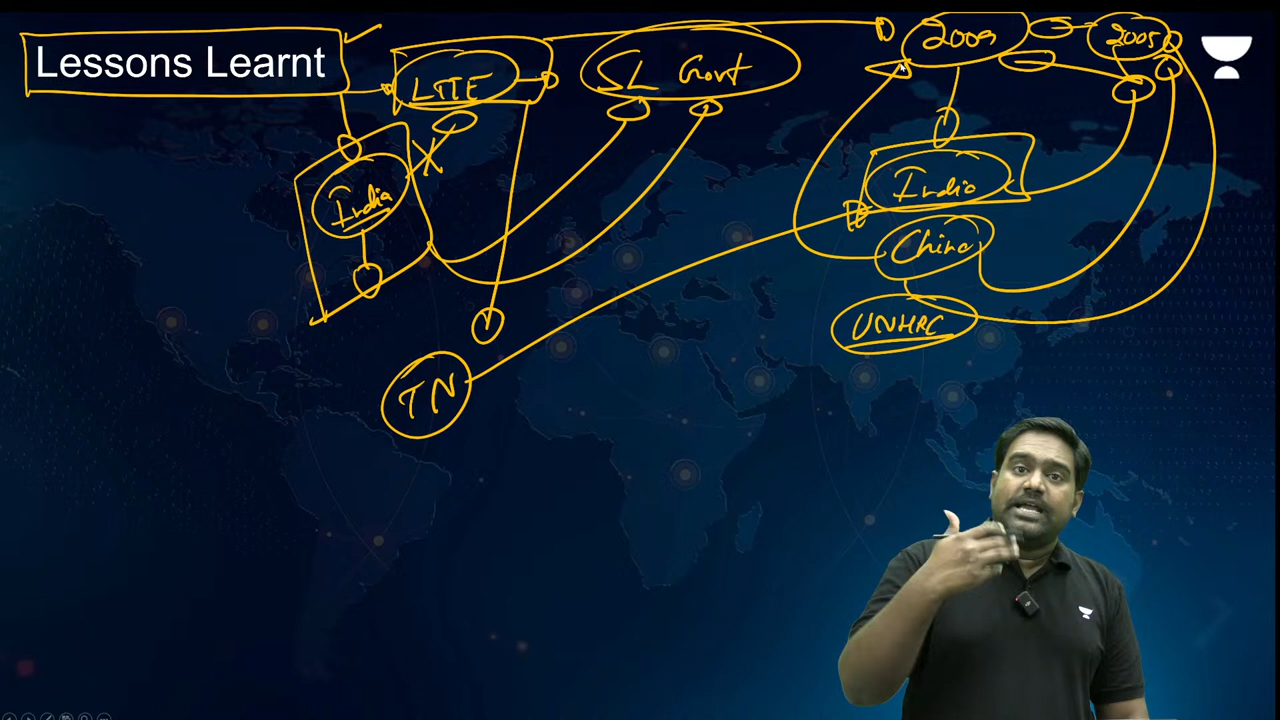 Lessons Learnt
LTTE
SL Govt
2009
2005
India
India
China
UNHRC
TN